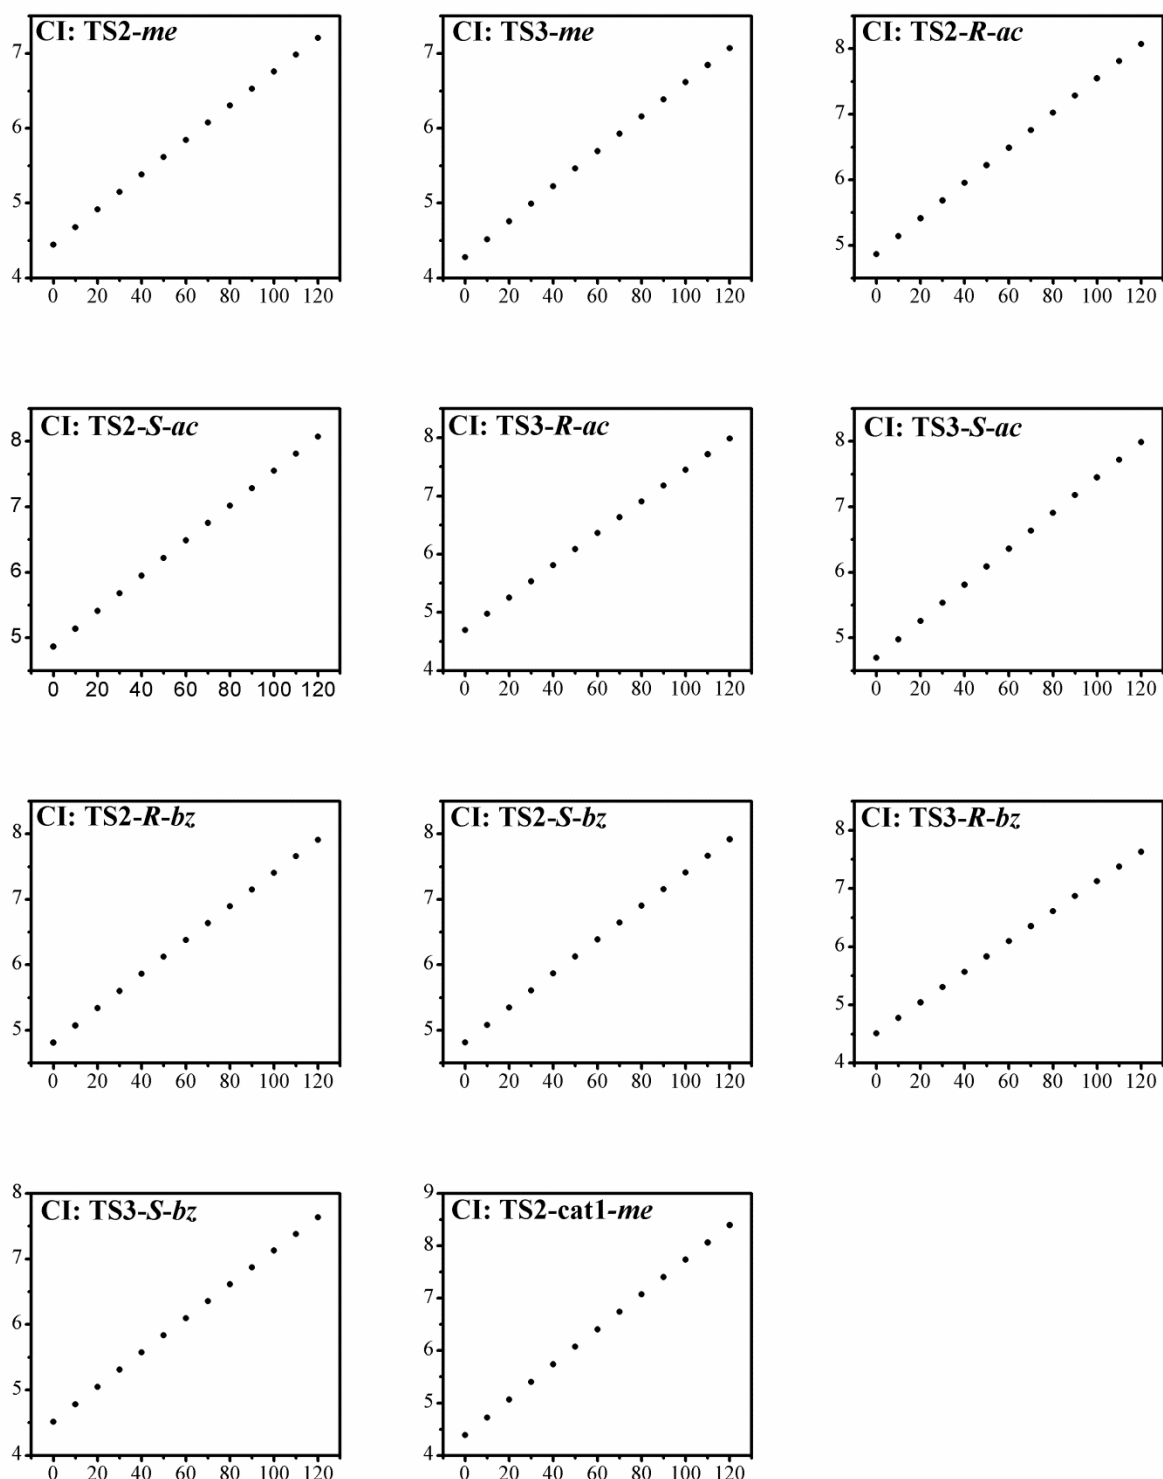 CI: TS2-me
7
6
5
4
0 20 40 60 80 100 120
CI: TS3-me
7
6
5
4
0 20 40 60 80 100 120
CI: TS2-R-ac
8
7
6
5
0 20 40 60 80 100 120
CI: TS2-S-ac
8
7
6
5
0 20 40 60 80 100 120
CI: TS3-R-ac
8
7
6
5
4
0 20 40 60 80 100 120
CI: TS3-S-ac
8
7
6
5
0 20 40 60 80 100 120
CI: TS2-R-bz
8
7
6
5
0 20 40 60 80 100 120
CI: TS2-S-bz
8
7
6
5
0 20 40 60 80 100 120
CI: TS3-R-bz
8
7
6
5
4
0 20 40 60 80 100 120
CI: TS3-S-bz
8
7
6
5
4
0 20 40 60 80 100 120
CI: TS2-cat1-me
9
8
7
6
5
4
0 20 40 60 80 100 120